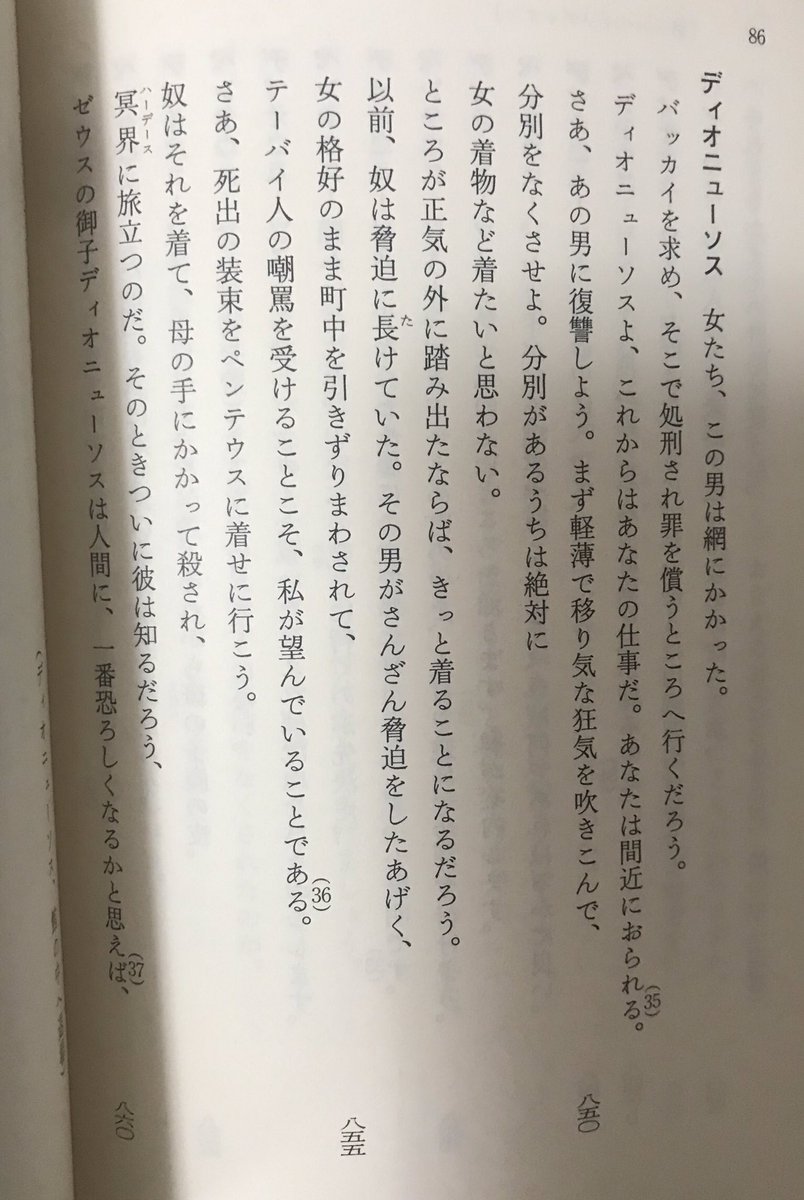 86
ディオニューソス　女たち、この男は網にかかった。
バッカイを求め、そこで処刑され罪を償うところへ行くだろう。
ディオニューソスよ、これからはあなたの仕事だ。あなたは間近におられる。(35)
さあ、あの男に復讐しよう。まず軽薄で移り気な狂気を吹きこんで、
八五〇
分別をなくさせよ。分別があるうちは絶対に
女の着物など着たいと思わない。
ところが正気の外に踏み出たならば、きっと着ることになるだろう。
以前、奴は脅迫に長けていた。その男がさんざん脅迫をしたあげく、
た
女の格好のまま町中を引きずりまわされて、
八五五
テーバイ人の嘲罵を受けることこそ、私が望んでいることである。(36)
さあ、死出の装束をペンテウスに着せに行こう。
奴はそれを着て、母の手にかかって殺され、
冥界に旅立つのだ。そのときついに彼は知るだろう、
ハーデース
ゼウスの御子ディオニューソスは人間に、一番恐ろしくなるかと思えば、(37)
八六〇